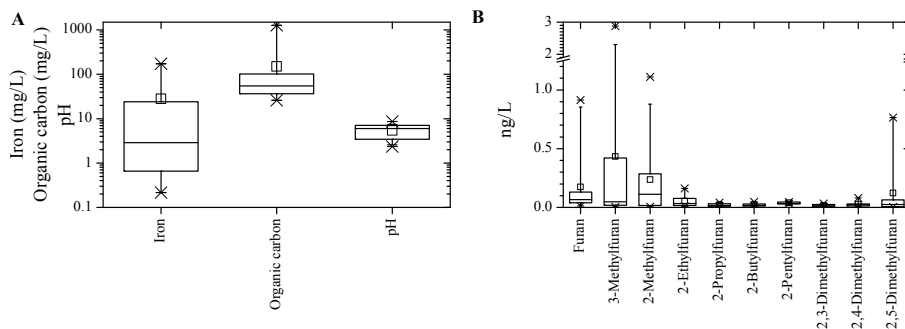 A
Iron (mg/L)
Organic carbon (mg/L)
pH
1000
100
10
1
0.1
Iron
Organic carbon
pH
B
ng/L
3
2
1.0
0.5
0.0
Furan
3-Methylfuran
2-Methylfuran
2-Ethylfuran
2-Propylfuran
2-Butylfuran
2-Pentylfuran
2,3-Dimethylfuran
2,4-Dimethylfuran
2,5-Dimethylfuran